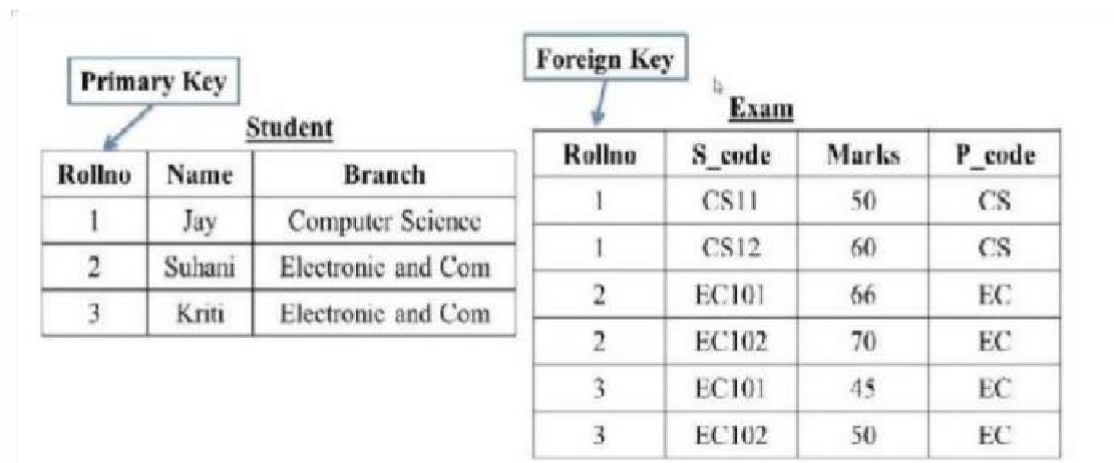 Primary Key
Student
Rollno Name Branch
1 Jay Computer Science
2 Suhani Electronic and Com
3 Kriti Electronic and Com
Foreign Key
Exam
Rollno S_code Marks P_code
1 CS11 50 CS
1 CS12 60 CS
2 EC101 66 EC
2 EC102 70 EC
3 EC101 45 EC
3 EC102 50 EC